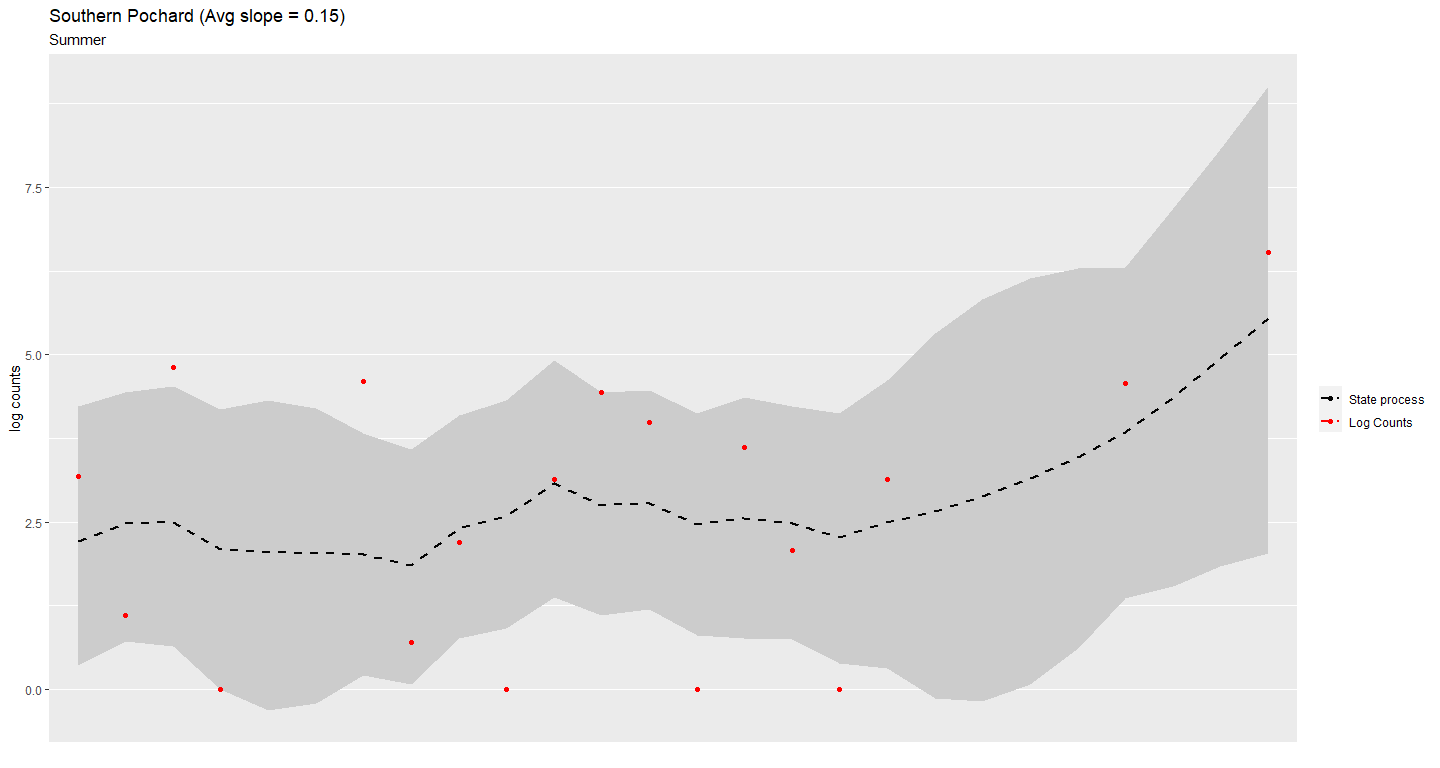 Southern Pochard (Avg slope = 0.15)
Summer
7.5
5.0
2.5
0.0
log counts
State process
Log Counts